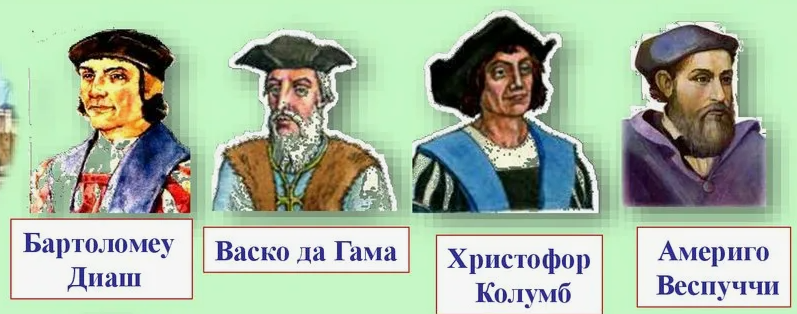 Бартоломеу
Диаш
Васко да Гама
Христофор
Колумб
Америго
Веспуччи